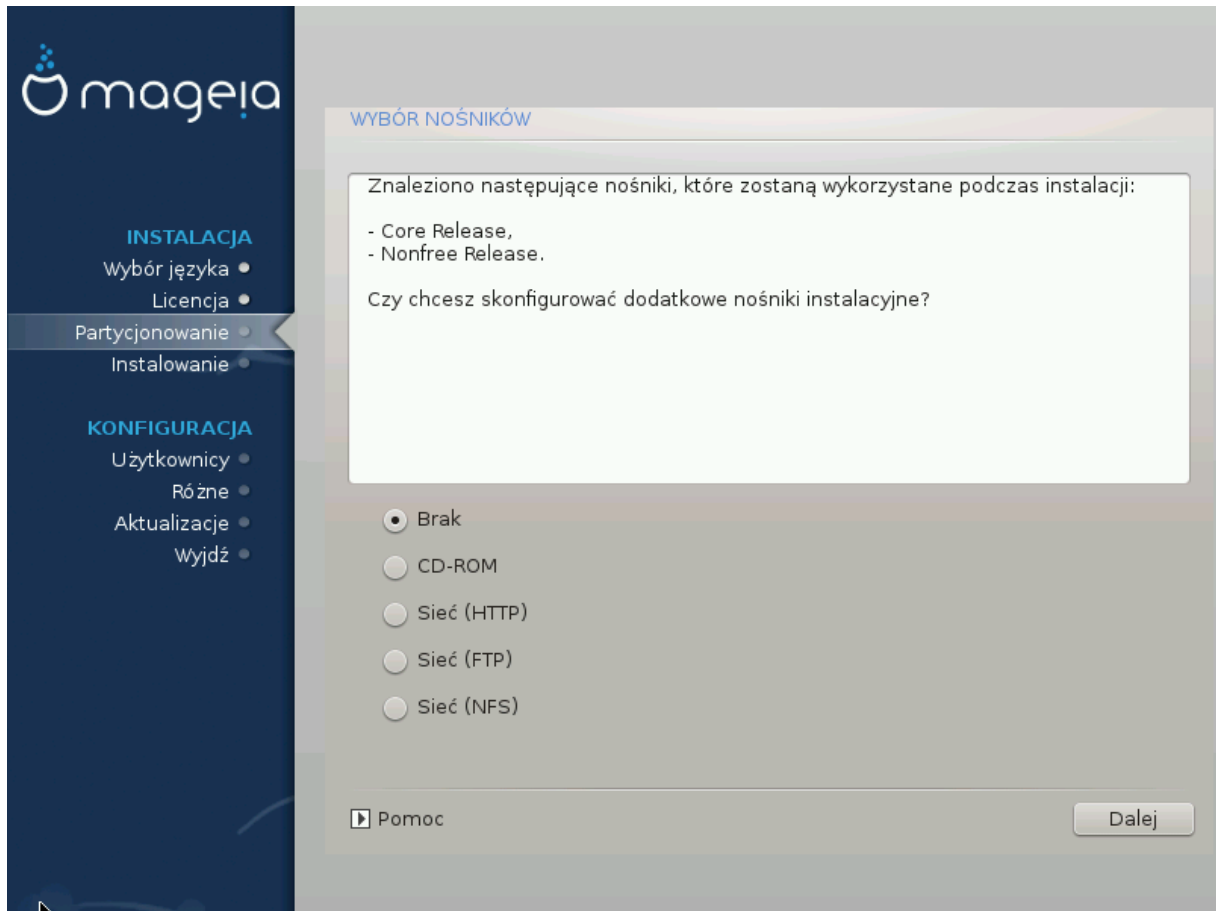 mageia
INSTALACJA
Wybór języka
Licencja
Partycjonowanie
Instalowanie
KONFIGURACJA
Użytkownicy
Różne
Aktualizacje
Wyjdź
WYBÓR NOŚNIKÓW
Znaleziono następujące nośniki, które zostaną wykorzystane podczas instalacji:
- Core Release,
- Nonfree Release.
Czy chcesz skonfigurować dodatkowe nośniki instalacyjne?
Brak
CD-ROM
Sieć (HTTP)
Sieć (FTP)
Sieć (NFS)
Pomoc
Dalej